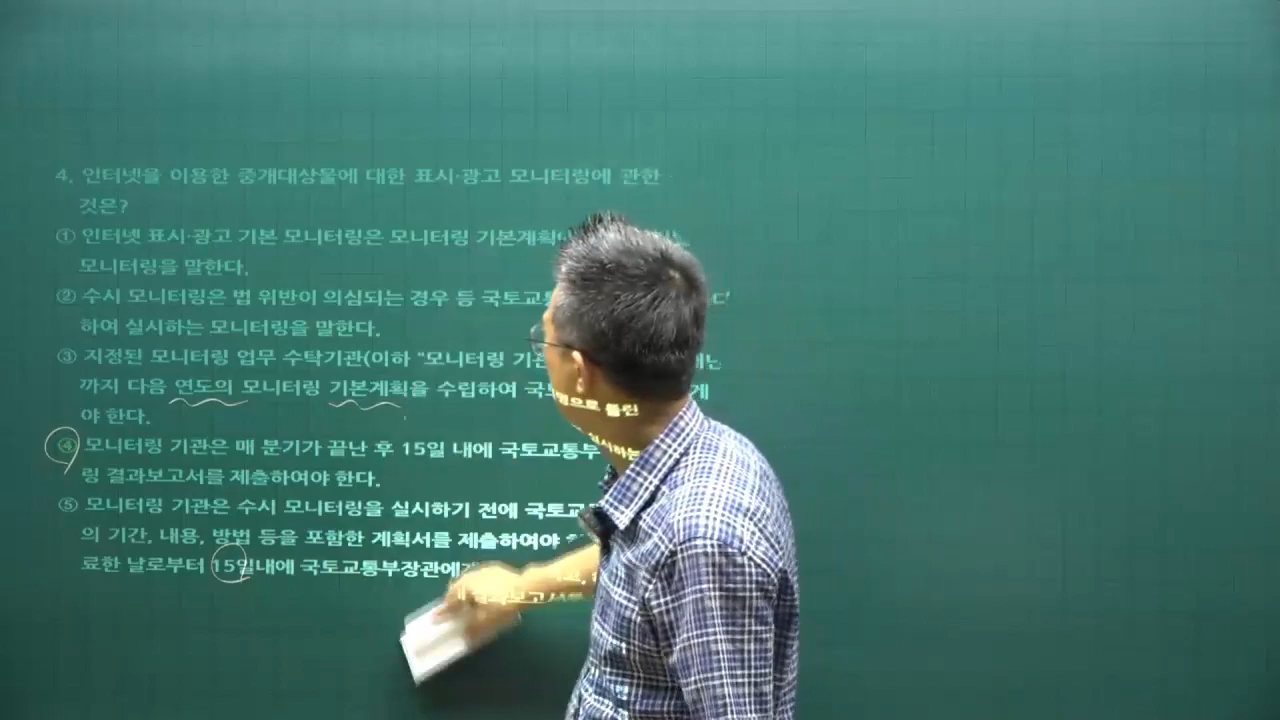 4. 인터넷을 이용한 중개대상물에 대한 표시·광고 모니터링에 관한
것은?
① 인터넷 표시·광고 기본 모니터링은 모니터링 기본계획
모니터링을 말한다.
② 수시 모니터링은 법 위반이 의심되는 경우 등 국토교
하여 실시하는 모니터링을 말한다.
③ 지정된 모니터링 업무 수탁기관(이하 "모니터링
까지 다음 연도의 모니터링 기본계획을 수립하여
야 한다. 으로 틀린
④ 모니터링 기관은 매 분기가 끝난 후 15일 내에 국토교통부
링 결과보고서를 제출하여야 한다.
⑤ 모니터링 기관은 수시 모니터링을 실시하기 전에 국토교
의 기간, 내용, 방법 등을 포함한 계획서를 제출하여야
료한 날로부터 15일내에 국토교통부장관에게
보고서를